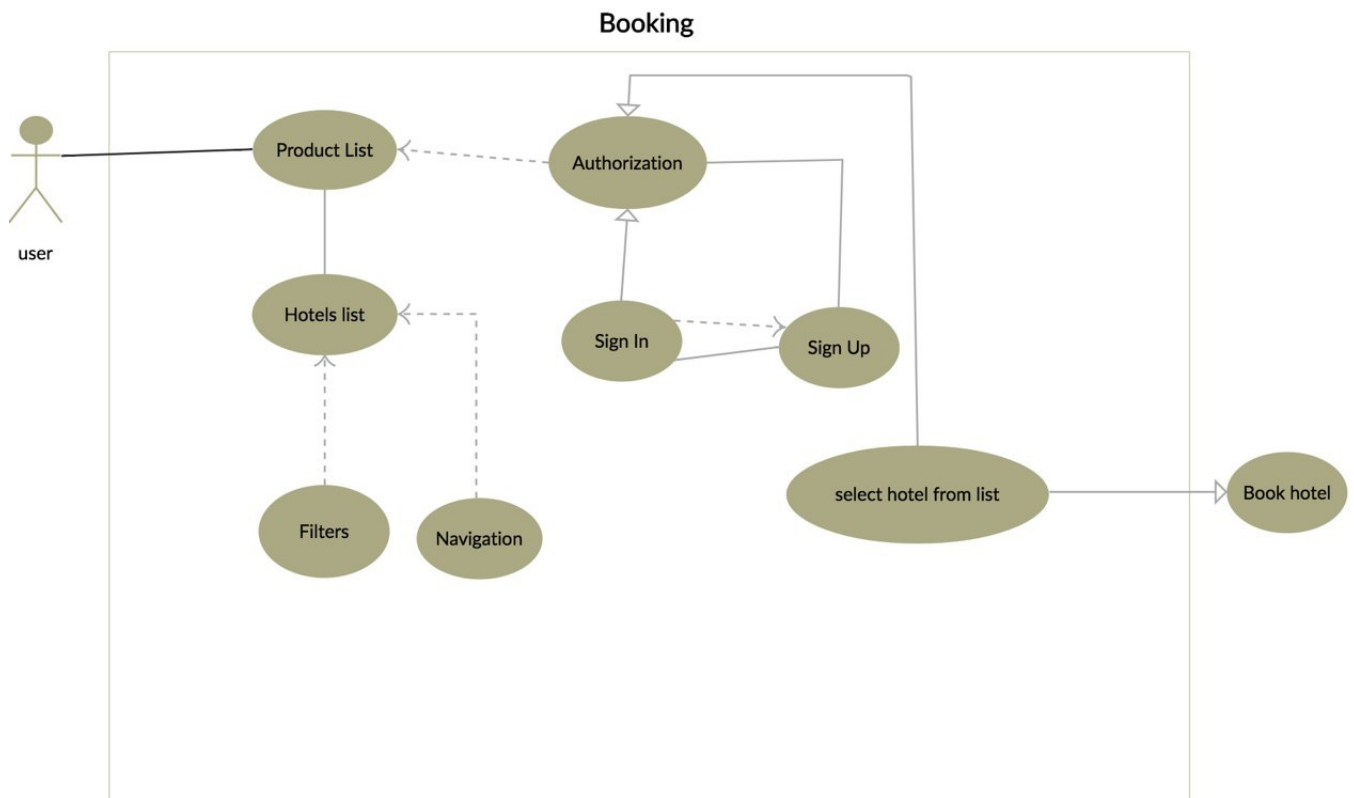 Booking
Product List
Authorization
user
Hotels list
Sign In
Sign Up
select hotel from list
Book hotel
Filters
Navigation